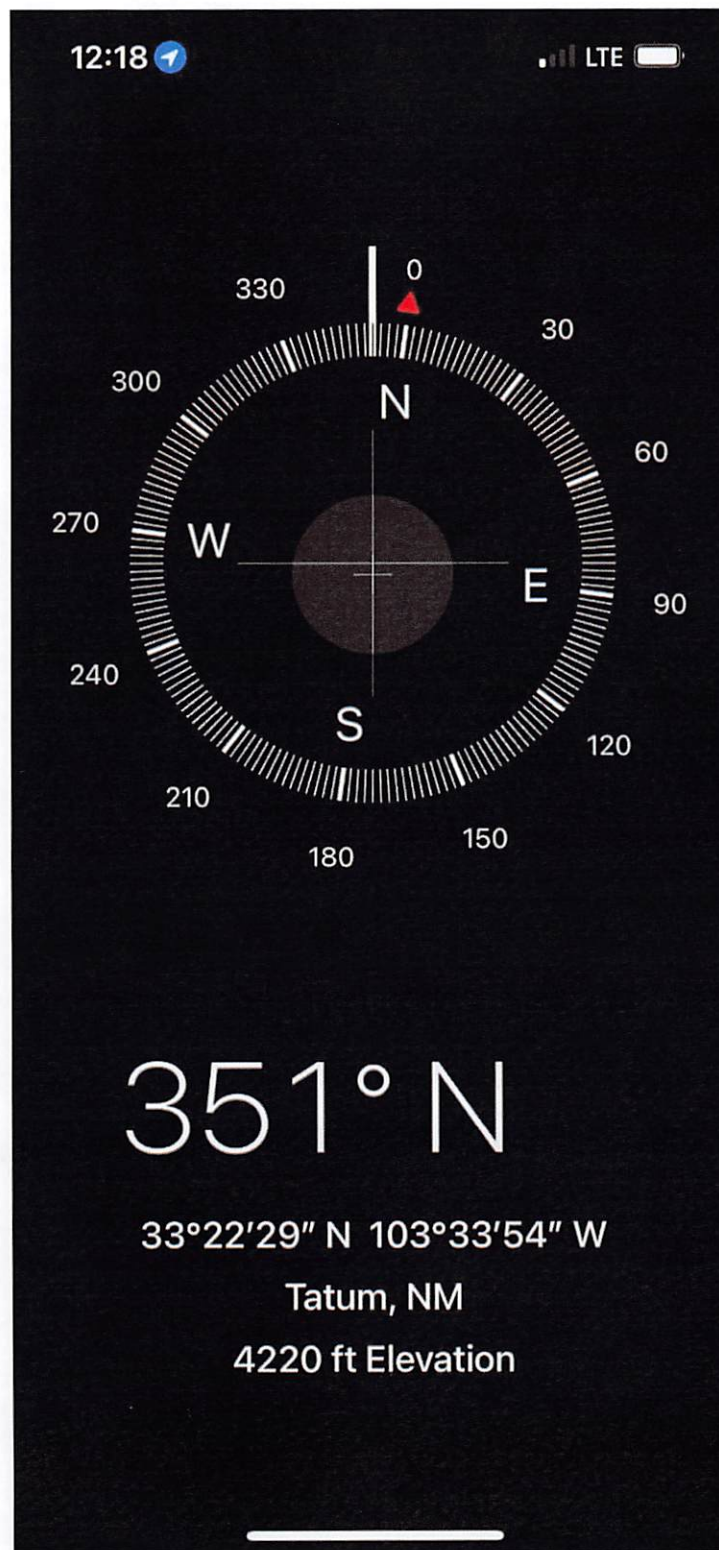 12:18 LTE
0
330
30
300
N
60
270
W
E
90
240
S
120
210
150
180
351° N
33°22′29″ N 103°33′54″ W
Tatum, NM
4220 ft Elevation